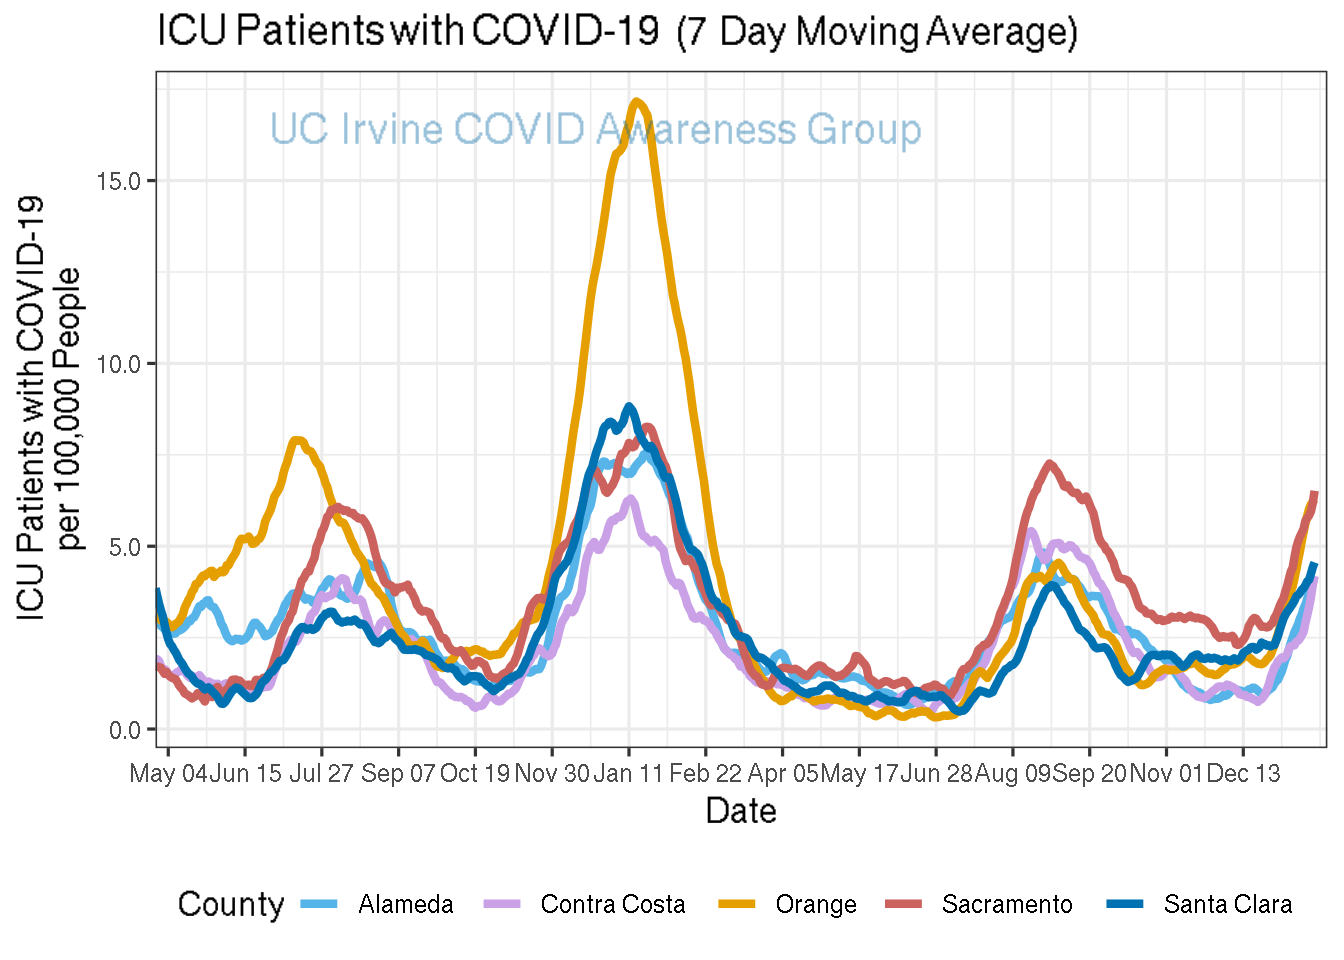 ICU Patients with COVID-19 (7 Day Moving Average)
UC Irvine COVID Awareness Group
ICU Patients with COVID-19
per 100,000 People
15.0
10.0
5.0
0.0
May 04 Jun 15 Jul 27 Sep 07 Oct 19 Nov 30 Jan 11 Feb 22 Apr 05 May 17 Jun 28 Aug 09 Sep 20 Nov 01 Dec 13
Date
County Alameda Contra Costa Orange Sacramento Santa Clara